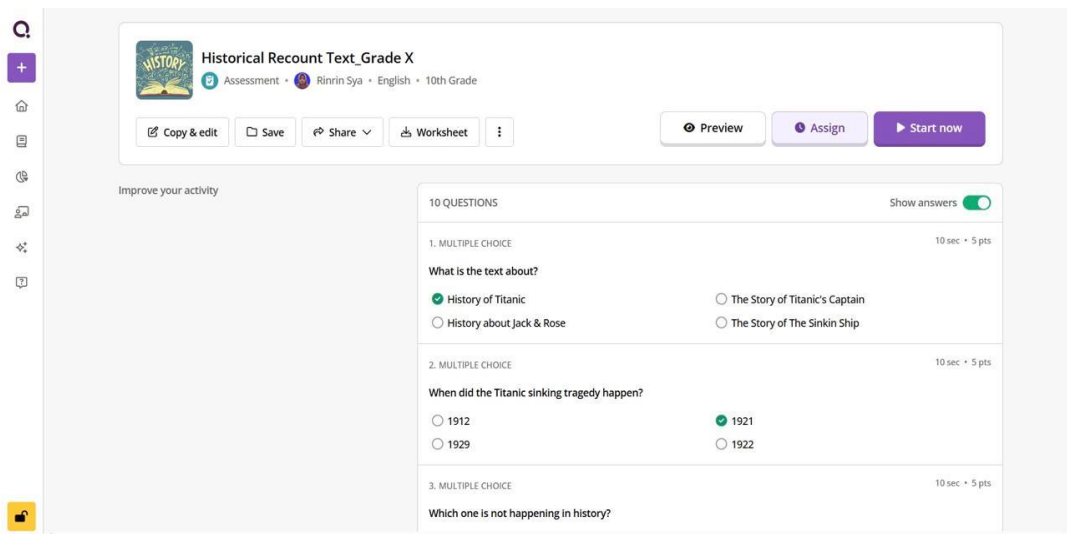 HISTORY
Historical Recount Text_Grade X
Assessment • Rinrin Sya • English • 10th Grade
Copy & edit Save Share Worksheet Preview Assign Start now
Improve your activity
10 QUESTIONS Show answers
1. MULTIPLE CHOICE 10 sec • 5 pts
What is the text about?
History of Titanic The Story of Titanic's Captain
History about Jack & Rose The Story of The Sinkin Ship
2. MULTIPLE CHOICE 10 sec • 5 pts
When did the Titanic sinking tragedy happen?
1912 1921
1929 1922
3. MULTIPLE CHOICE 10 sec • 5 pts
Which one is not happening in history?